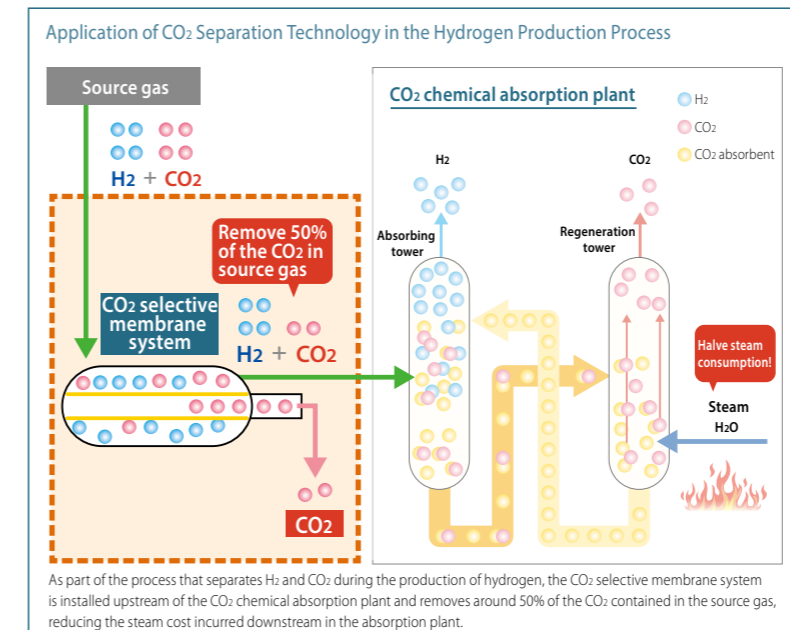 Application of CO2 Separation Technology in the Hydrogen Production Process
Source gas
H2 + CO2
Remove 50%
of the CO2 in
source gas
CO2 selective
membrane
system
H2 + CO2
CO2
CO2 chemical absorption plant
H2
CO2
CO2 absorbent
H2
CO2
Absorbing
tower
Regeneration
tower
Halve steam
consumption!
Steam
H2O
As part of the process that separates H2 and CO2 during the production of hydrogen, the CO2 selective membrane system
is installed upstream of the CO2 chemical absorption plant and removes around 50% of the CO2 contained in the source gas,
reducing the steam cost incurred downstream in the absorption plant.